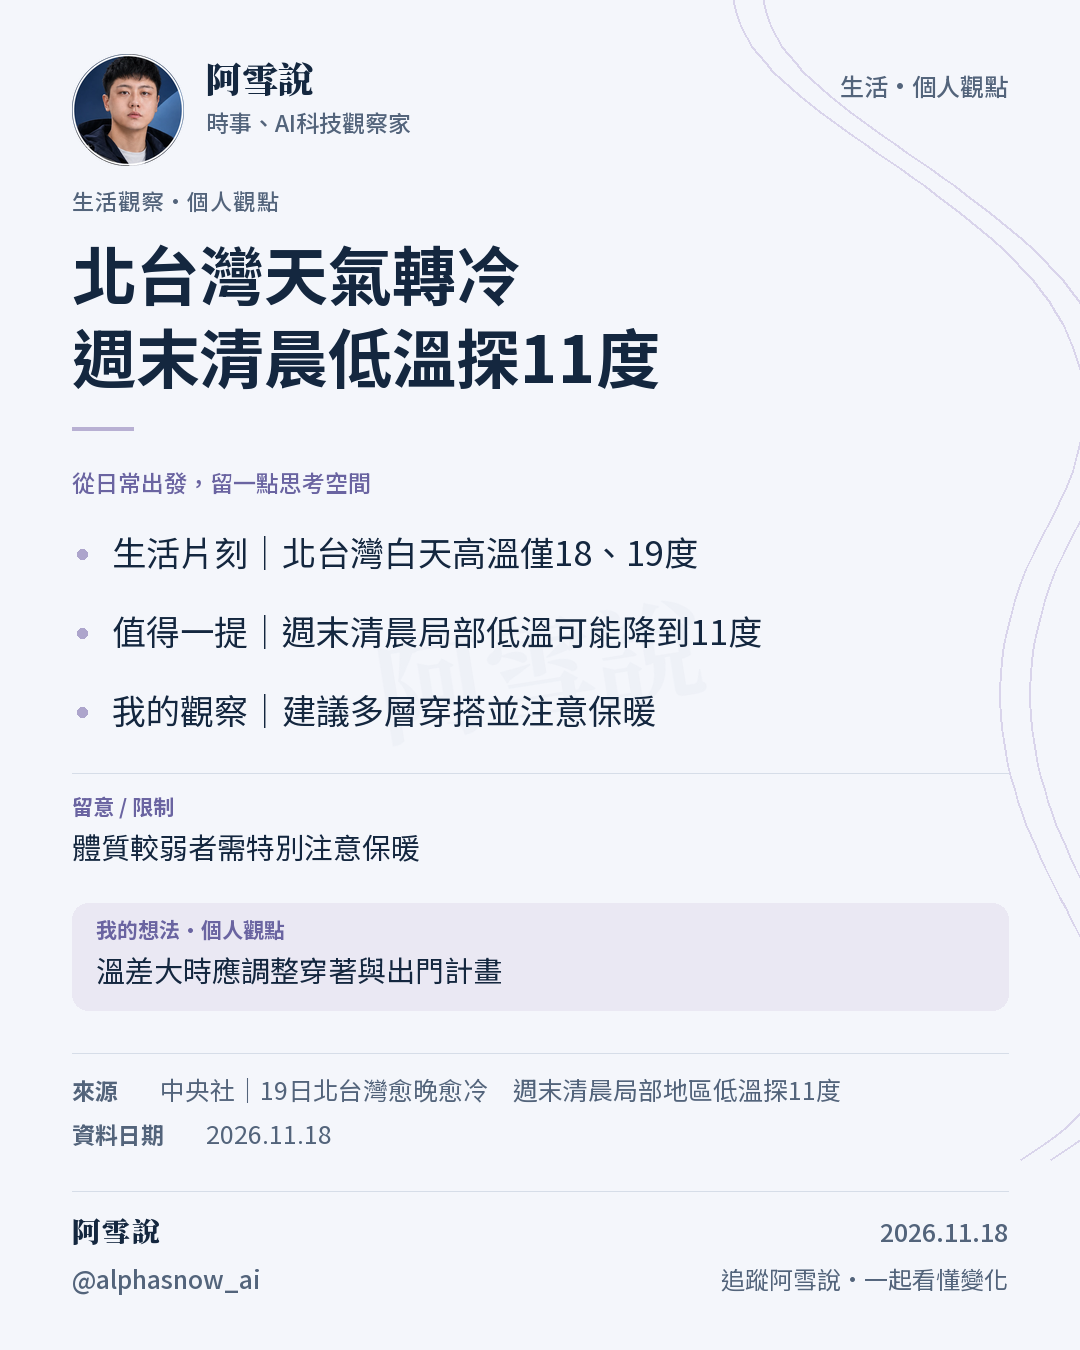 阿雪說
時事、AI科技觀察家
生活・個人觀點
生活觀察・個人觀點
北台灣天氣轉冷
週末清晨低溫探11度
從日常出發，留一點思考空間
生活片刻｜北台灣白天高溫僅18、19度
值得一提｜週末清晨局部低溫可能降到11度
我的觀察｜建議多層穿搭並注意保暖
阿雪說
留意 / 限制
體質較弱者需特別注意保暖
我的想法・個人觀點
溫差大時應調整穿著與出門計畫
來源 中央社｜19日北台灣愈晚愈冷　週末清晨局部地區低溫探11度
資料日期 2026.11.18
阿雪說
2026.11.18
@alphasnow_ai
追蹤阿雪說・一起看懂變化